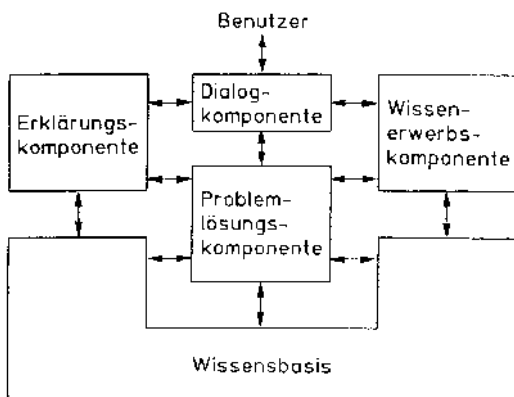 Benutzer
Erklärungs-
komponente
Dialog-
komponente
Wissen-
erwerbs-
komponente
Problem-
lösungs-
komponente
Wissensbasis